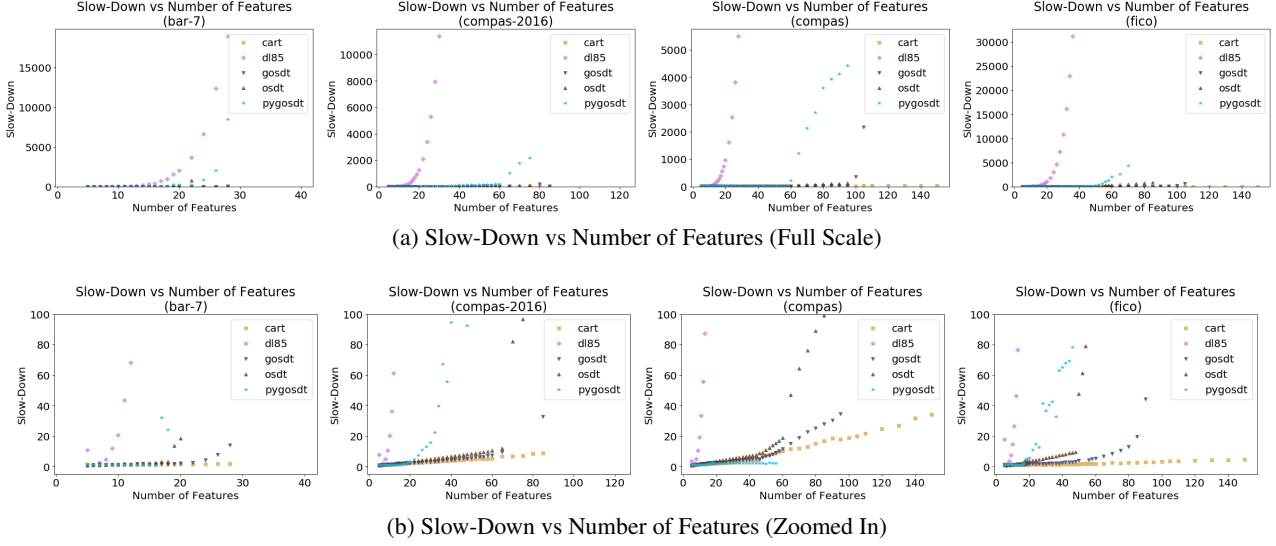 Slow-Down vs Number of Features
(bar-7)
Slow-Down
15000
10000
5000
0
0 10 20 30 40
Number of Features
cart
dl85
gosdt
osdt
pygosdt
Slow-Down vs Number of Features
(compas-2016)
Slow-Down
10000
8000
6000
4000
2000
0
0 20 40 60 80 100 120
Number of Features
cart
dl85
gosdt
osdt
pygosdt
Slow-Down vs Number of Features
(compas)
Slow-Down
5000
4000
3000
2000
1000
0
0 20 40 60 80 100 120 140
Number of Features
cart
dl85
gosdt
osdt
pygosdt
Slow-Down vs Number of Features
(fico)
Slow-Down
30000
25000
20000
15000
10000
5000
0
0 20 40 60 80 100 120 140
Number of Features
cart
dl85
gosdt
osdt
pygosdt
(a) Slow-Down vs Number of Features (Full Scale)
Slow-Down vs Number of Features
(bar-7)
Slow-Down
100
80
60
40
20
0
0 10 20 30 40
Number of Features
cart
dl85
gosdt
osdt
pygosdt
Slow-Down vs Number of Features
(compas-2016)
Slow-Down
100
80
60
40
20
0
0 20 40 60 80 100 120
Number of Features
cart
dl85
gosdt
osdt
pygosdt
Slow-Down vs Number of Features
(compas)
Slow-Down
100
80
60
40
20
0
0 20 40 60 80 100 120 140
Number of Features
cart
dl85
gosdt
osdt
pygosdt
Slow-Down vs Number of Features
(fico)
Slow-Down
100
80
60
40
20
0
0 20 40 60 80 100 120 140
Number of Features
cart
dl85
gosdt
osdt
pygosdt
(b) Slow-Down vs Number of Features (Zoomed In)